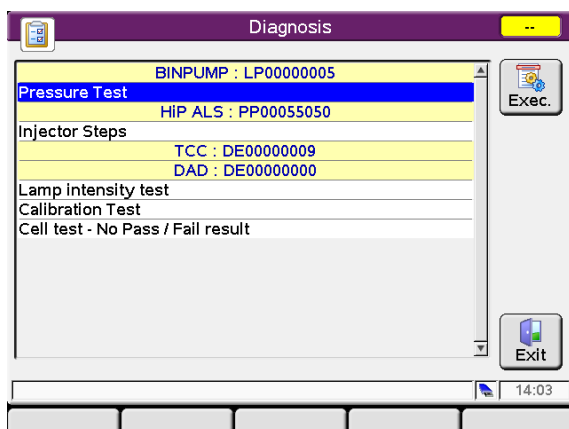 Diagnosis
--
BINPUMP : LP00000005
Pressure Test
HiP ALS : PP00055050
Injector Steps
TCC : DE00000009
DAD : DE00000000
Lamp intensity test
Calibration Test
Cell test - No Pass / Fail result
Exec.
Exit
14:03